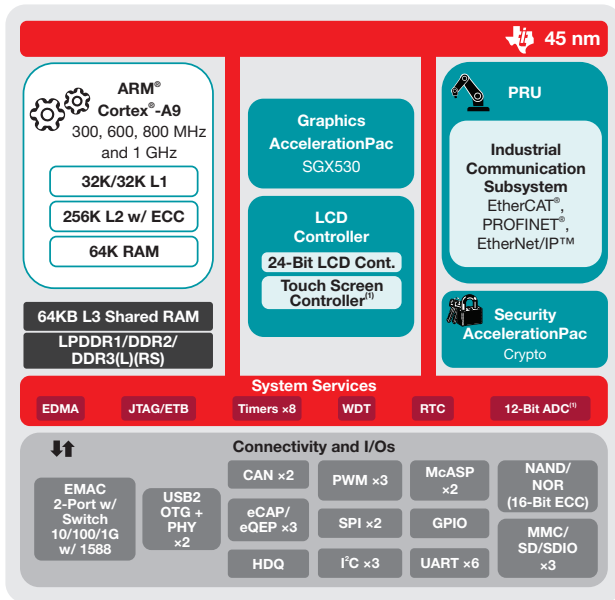 45 nm
ARM®
Cortex®-A9
300, 600, 800 MHz
and 1 GHz
32K/32K L1
256K L2 w/ ECC
64K RAM
64KB L3 Shared RAM
LPDDR1/DDR2/
DDR3(L)(RS)
Graphics
AccelerationPac
SGX530
LCD
Controller
24-Bit LCD Cont.
Touch Screen
Controller(1)
PRU
Industrial
Communication
Subsystem
EtherCAT®,
PROFINET®,
EtherNet/IP™
Security
AccelerationPac
Crypto
System Services
EDMA
JTAG/ETB
Timers ×8
WDT
RTC
12-Bit ADC(1)
Connectivity and I/Os
EMAC
2-Port w/
Switch
10/100/1G
w/ 1588
USB2
OTG +
PHY
×2
CAN ×2
eCAP/
eQEP ×3
HDQ
PWM ×3
SPI ×2
I²C ×3
McASP
×2
GPIO
UART ×6
NAND/
NOR
(16-Bit ECC)
MMC/
SD/SDIO
×3